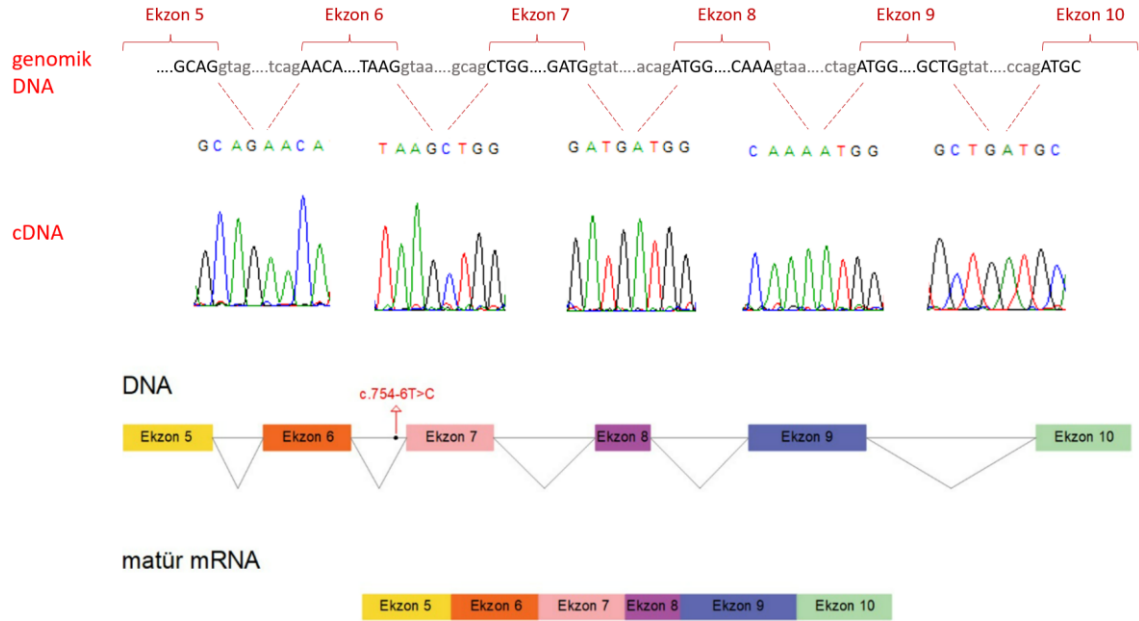 Ekzon 5 Ekzon 6 Ekzon 7 Ekzon 8 Ekzon 9 Ekzon 10
genomik
DNA
....GCAGgtag....tcagAACA....TAAGgtaa....gcagCTGG....GATGgtat....acagATGG....CAAAgtaa....ctagATGG....GCTGgtat....ccagATGC
GCAGAACA TAAGCTGG GATGATGG CAAAATGG GCTGATGC
cDNA
DNA
c.754-6T>C
Ekzon 5 Ekzon 6 Ekzon 7 Ekzon 8 Ekzon 9 Ekzon 10
matür mRNA
Ekzon 5 Ekzon 6 Ekzon 7 Ekzon 8 Ekzon 9 Ekzon 10